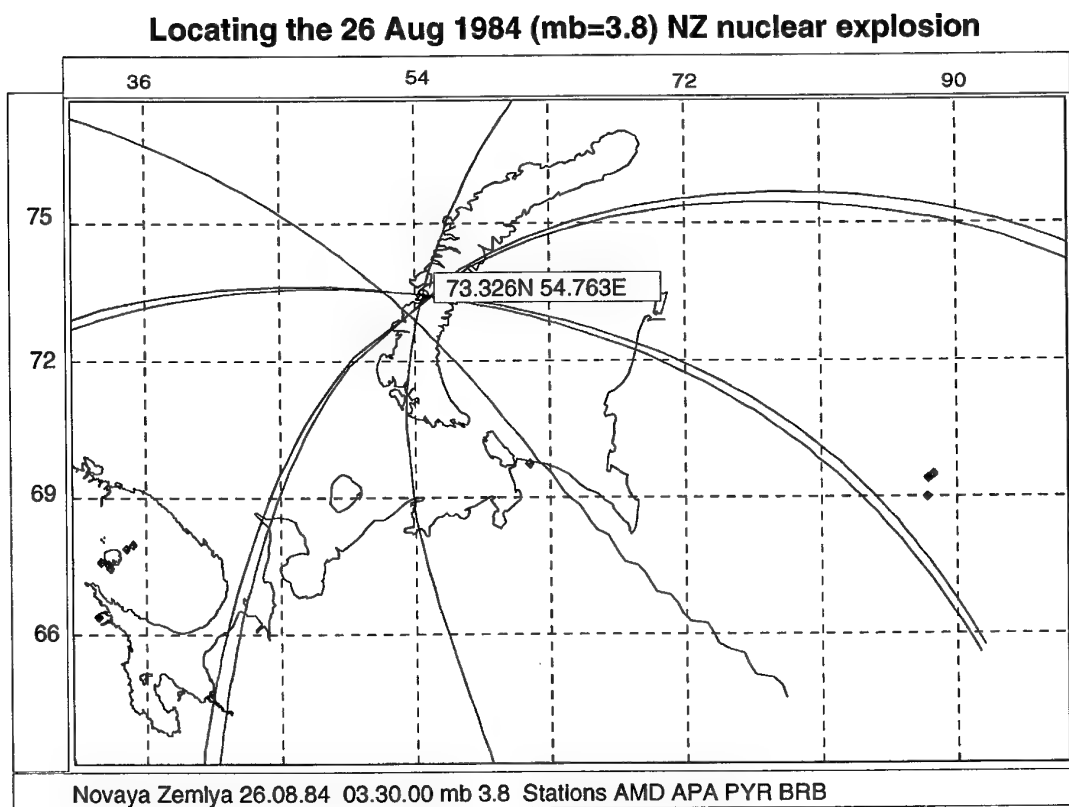 Locating the 26 Aug 1984 (mb=3.8) NZ nuclear explosion
36 54 72 90
75
73.326N 54.763E
72
69
66
Novaya Zemlya 26.08.84 03.30.00 mb 3.8 Stations AMD APA PYR BRB